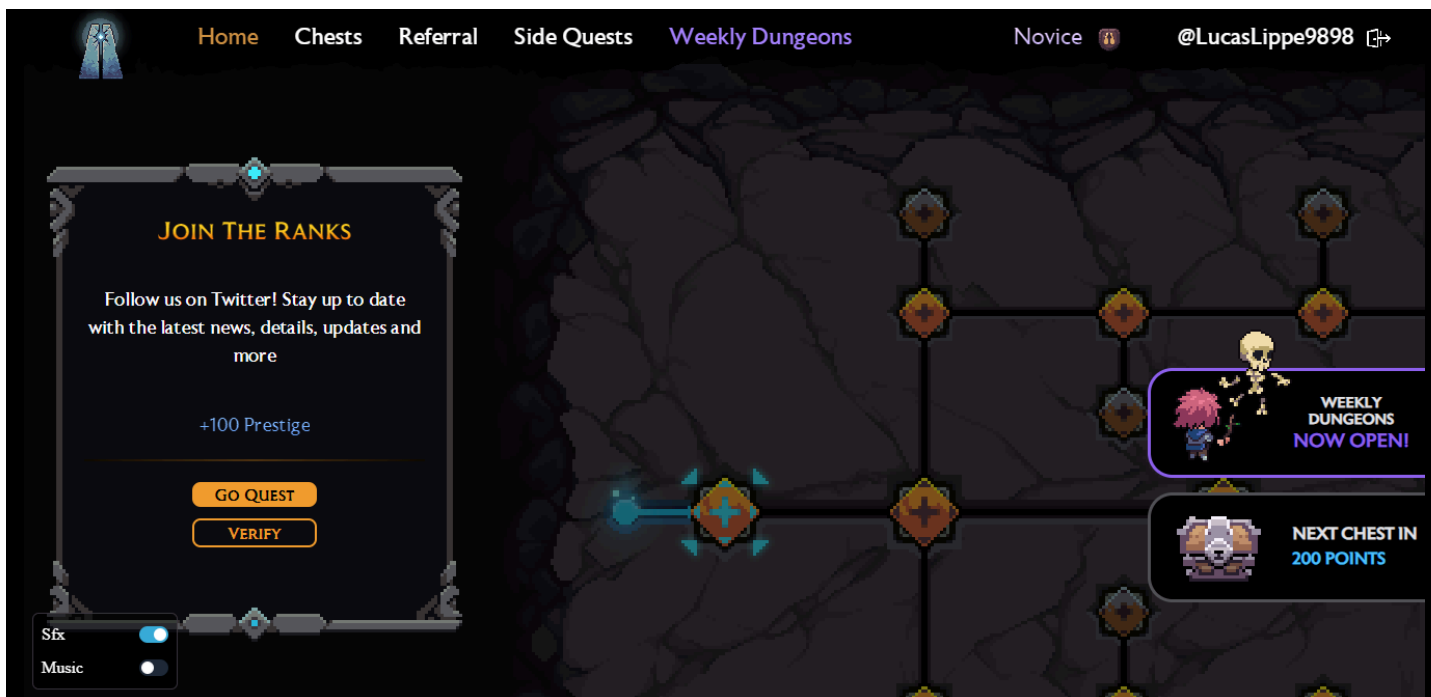 Home Chests Referral Side Quests Weekly Dungeons Novice @LucasLippe9898
JOIN THE RANKS
Follow us on Twitter! Stay up to date
with the latest news, details, updates and
more
+100 Prestige
GO QUEST
VERIFY
WEEKLY
DUNGEONS
NOW OPEN!
NEXT CHEST IN
200 POINTS
Sfx
Music